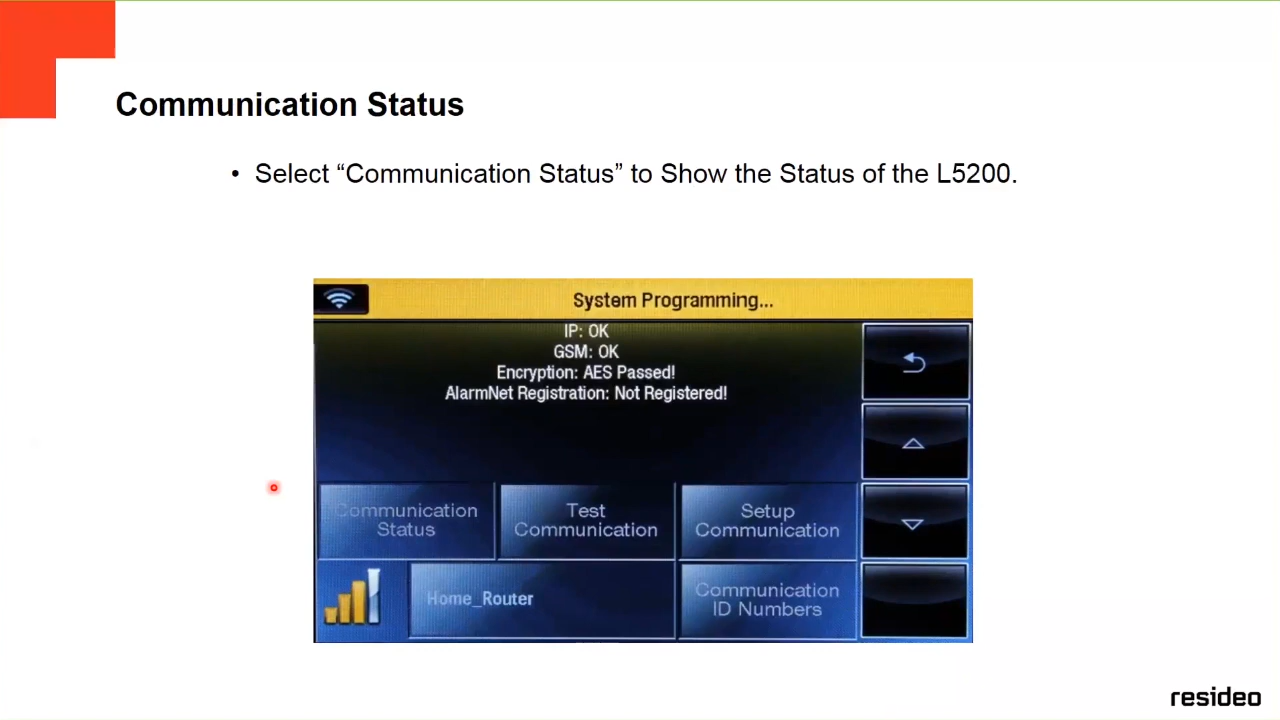 Communication Status
• Select “Communication Status” to Show the Status of the L5200.
System Programming...
IP: OK
GSM: OK
Encryption: AES Passed!
AlarmNet Registration: Not Registered!
Communication
Status
Test
Communication
Setup
Communication
Home_Router
Communication
ID Numbers
resideo